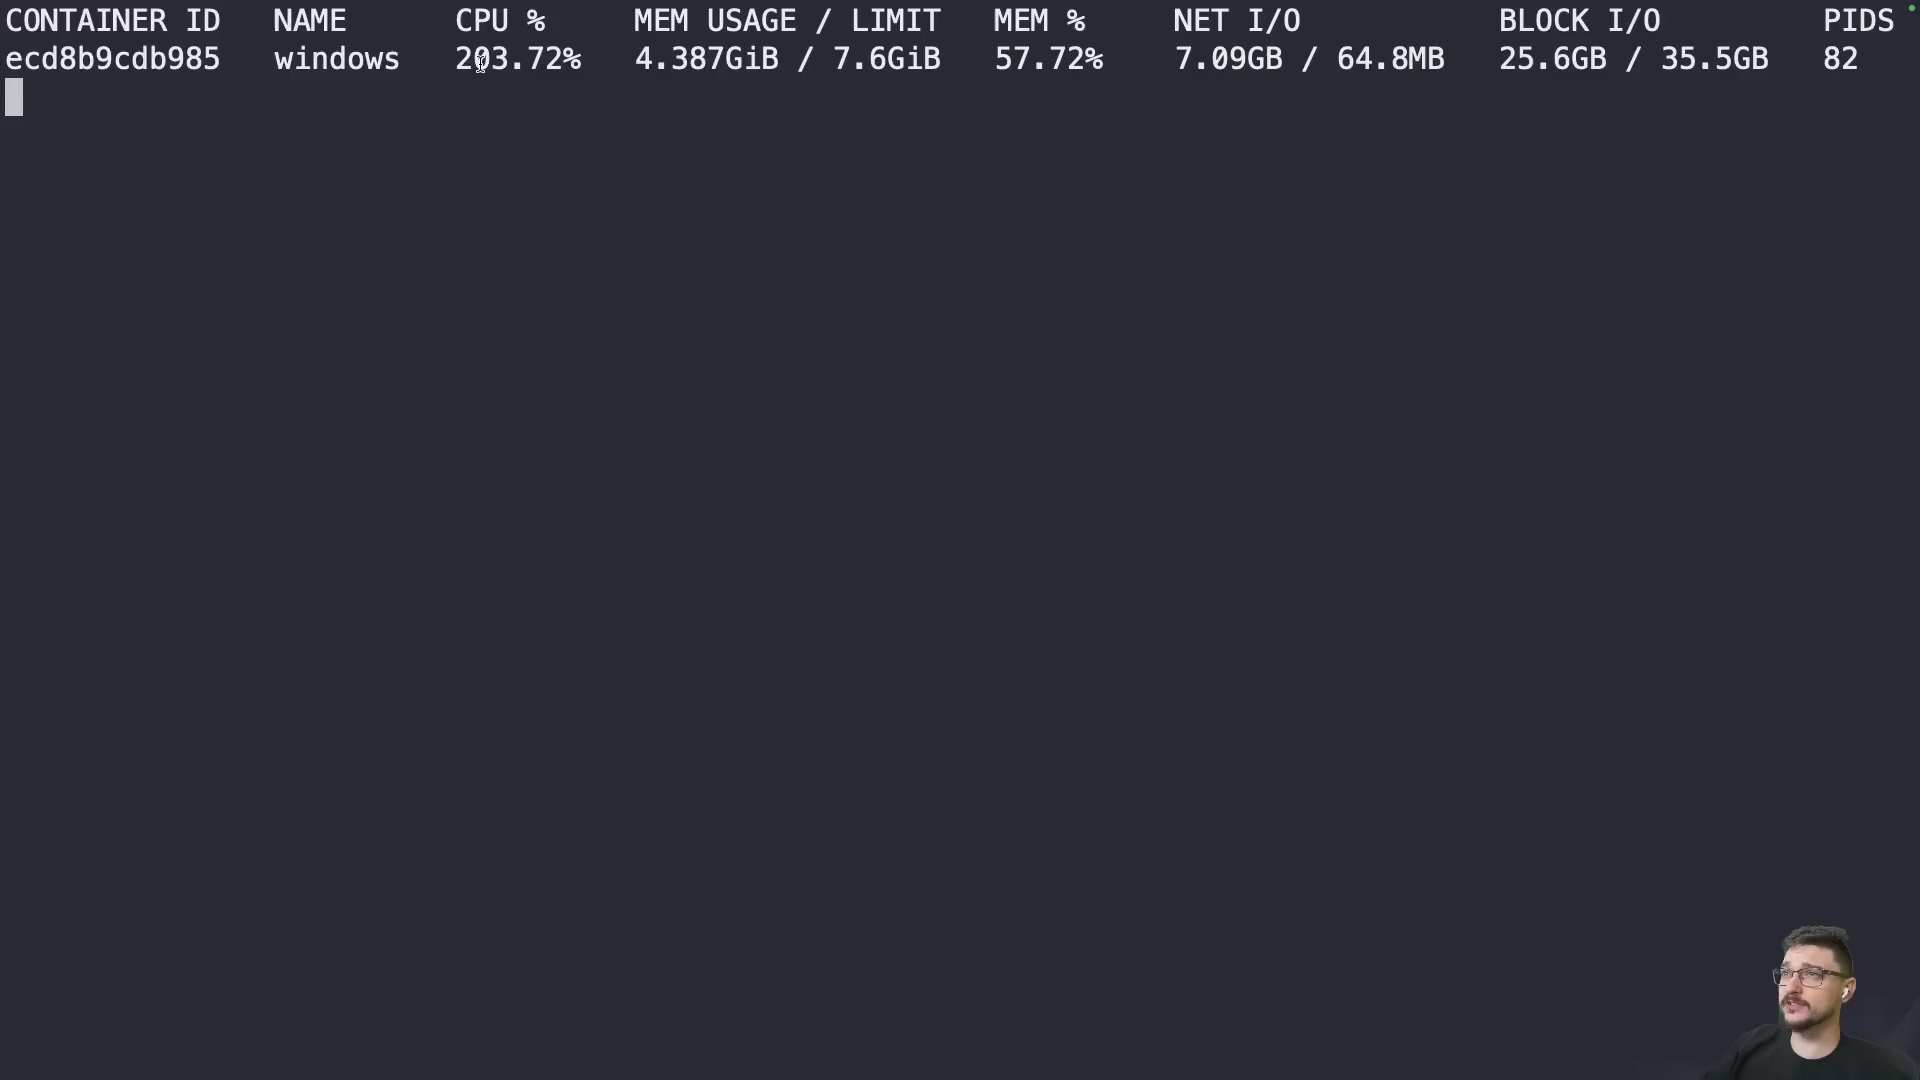 CONTAINER ID NAME CPU % MEM USAGE / LIMIT MEM % NET I/O BLOCK I/O PIDS
ecd8b9cdb985 windows 203.72% 4.387GiB / 7.6GiB 57.72% 7.09GB / 64.8MB 25.6GB / 35.5GB 82